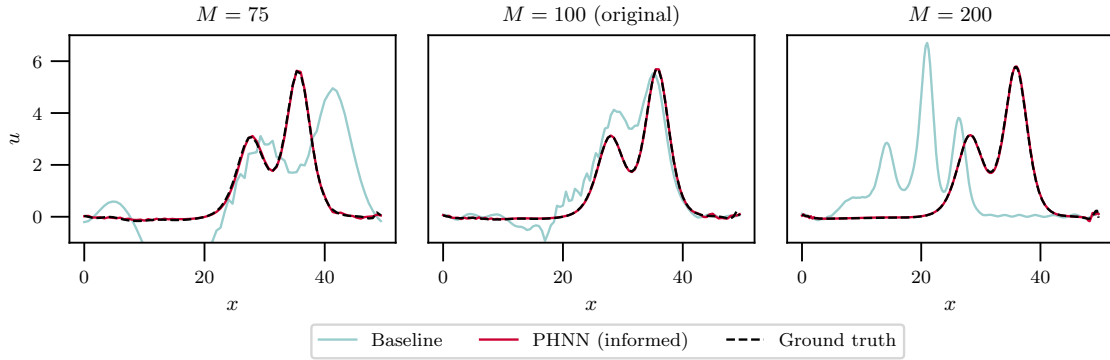 M = 75
M = 100 (original)
M = 200
u
6
4
2
0
0 20 40
0 20 40
0 20 40
x
x
x
Baseline PHNN (informed) Ground truth